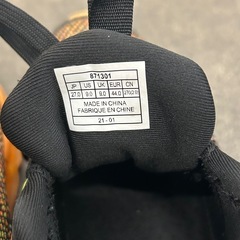 871301
JP US UK EUR CN
27.0 9.0 8.0 44.0 270(2.0)
MADE IN CHINA
FABRIQUE EN CHINE
21 - 01